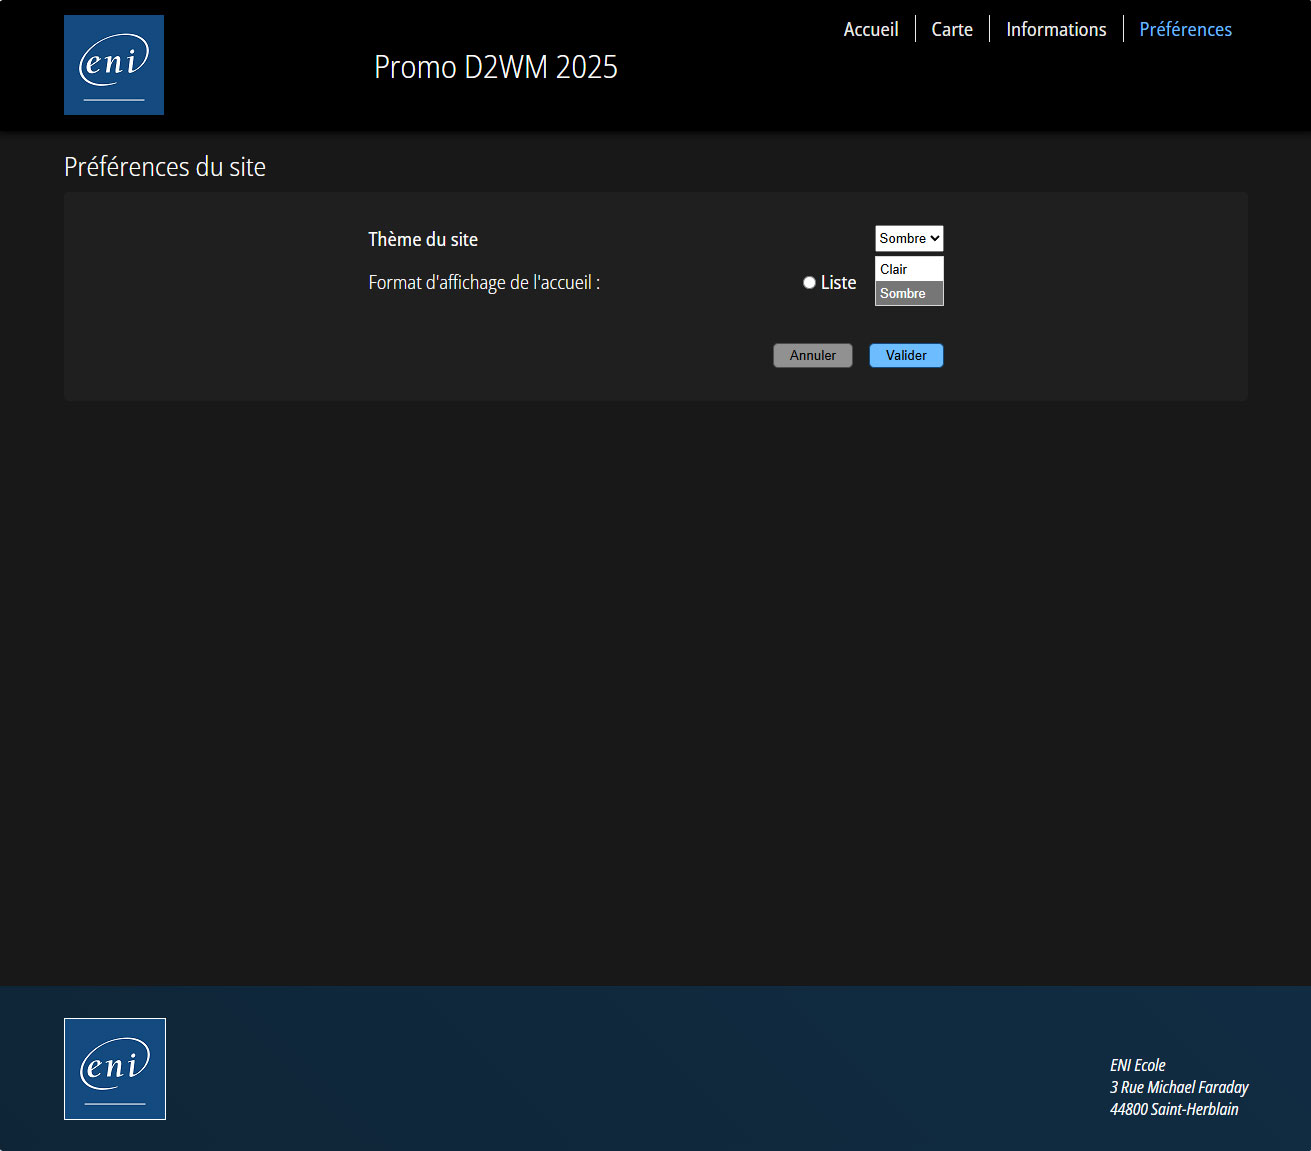 eni
Accueil
Carte
Informations
Préférences
Promo D2WM 2025
Préférences du site
Thème du site
Sombre
Clair
Sombre
Format d'affichage de l'accueil :
Liste
Annuler
Valider
eni
ENI Ecole
3 Rue Michael Faraday
44800 Saint-Herblain